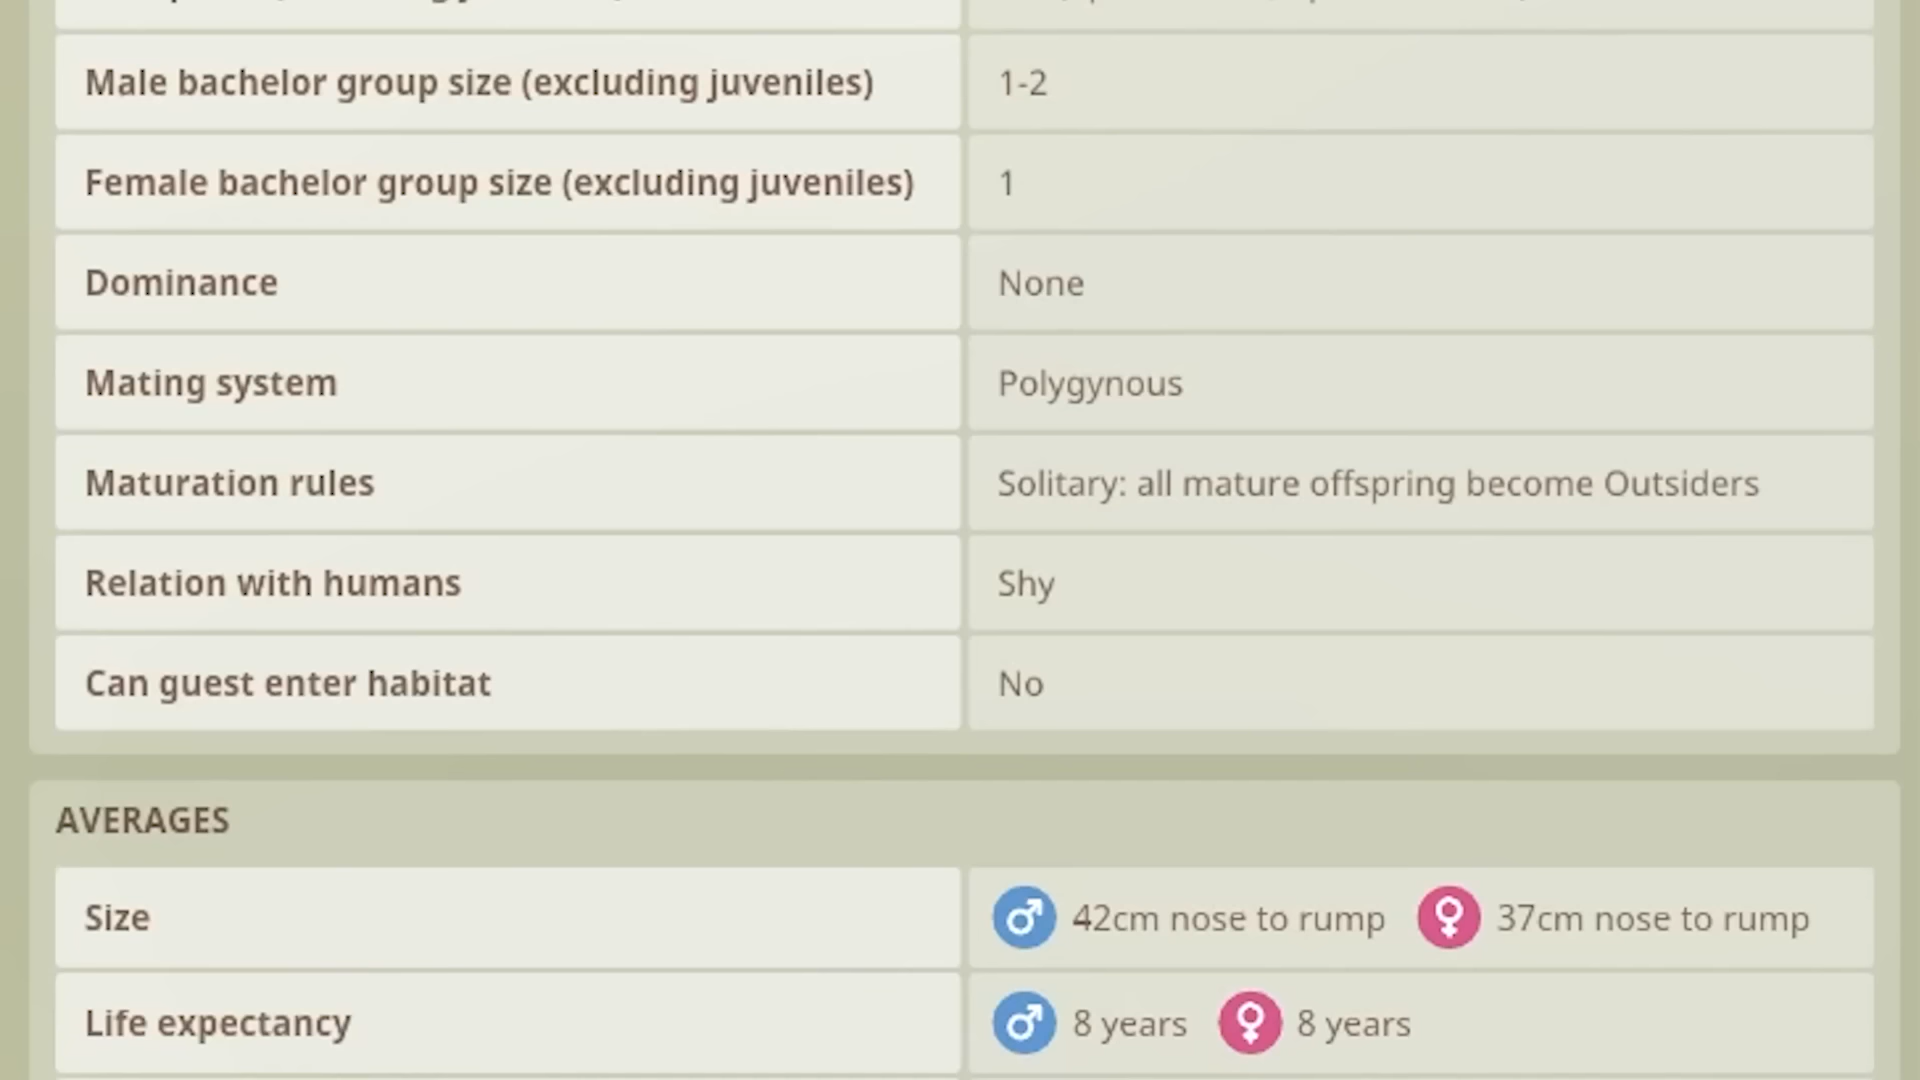 Male bachelor group size (excluding juveniles) 1-2
Female bachelor group size (excluding juveniles) 1
Dominance None
Mating system Polygynous
Maturation rules Solitary: all mature offspring become Outsiders
Relation with humans Shy
Can guest enter habitat No
AVERAGES
Size 42cm nose to rump 37cm nose to rump
Life expectancy 8 years 8 years